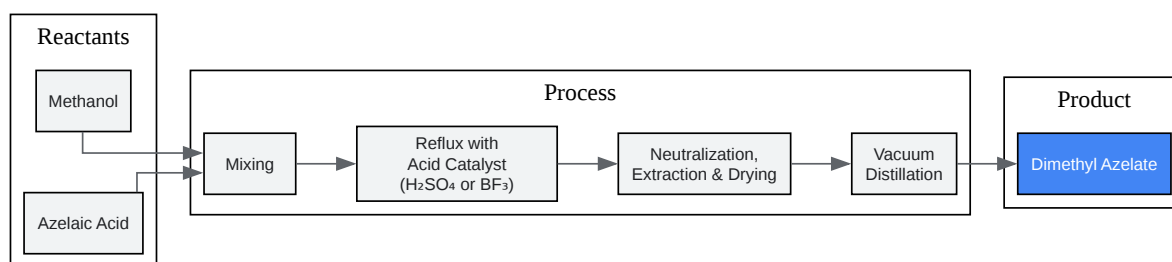 Reactants
Methanol
Azelaic Acid
Process
Mixing
Reflux with
Acid Catalyst
(H₂SO₄ or BF₃)
Neutralization,
Extraction & Drying
Vacuum
Distillation
Product
Dimethyl Azelate